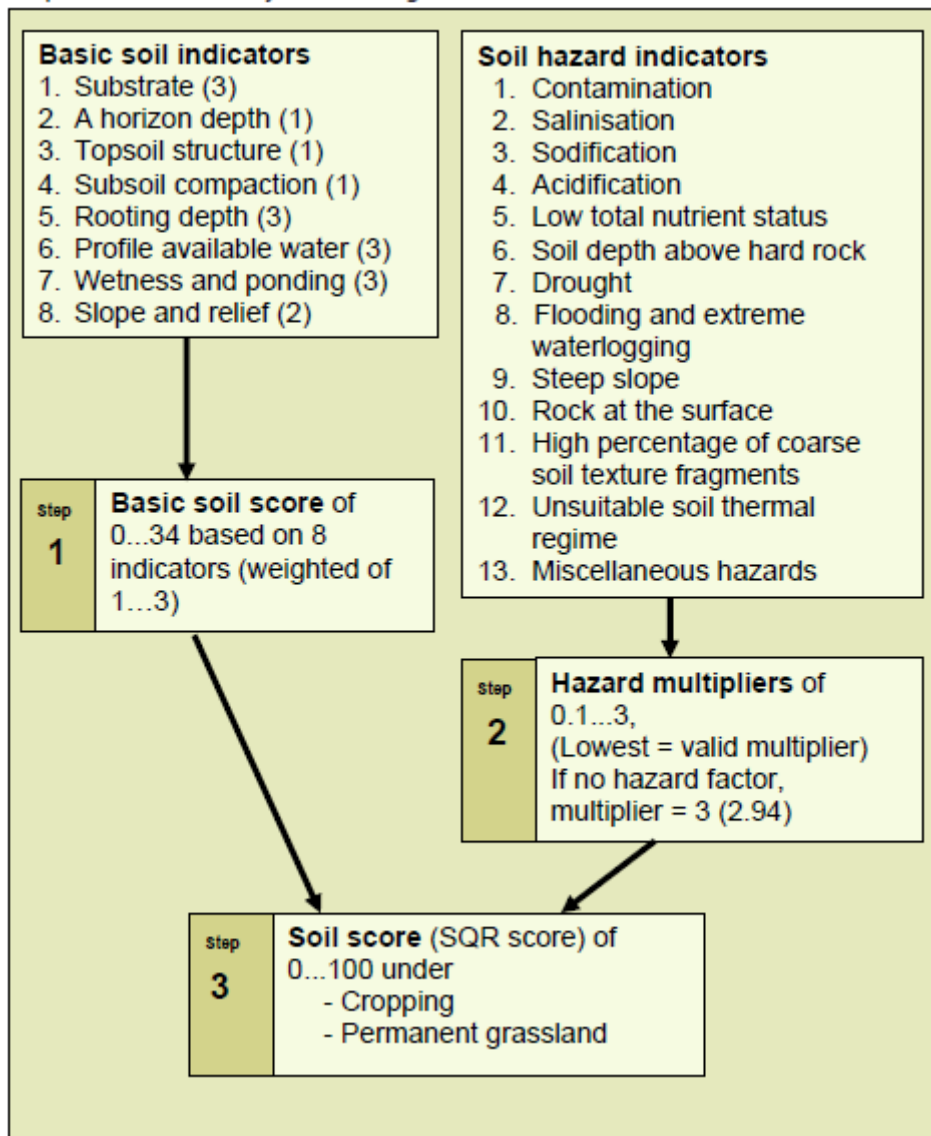 Basic soil indicators
1. Substrate (3)
2. A horizon depth (1)
3. Topsoil structure (1)
4. Subsoil compaction (1)
5. Rooting depth (3)
6. Profile available water (3)
7. Wetness and ponding (3)
8. Slope and relief (2)
Soil hazard indicators
1. Contamination
2. Salinisation
3. Sodification
4. Acidification
5. Low total nutrient status
6. Soil depth above hard rock
7. Drought
8. Flooding and extreme
waterlogging
9. Steep slope
10. Rock at the surface
11. High percentage of coarse
soil texture fragments
12. Unsuitable soil thermal
regime
13. Miscellaneous hazards
Step
1
Basic soil score of
0...34 based on 8
indicators (weighted of
1...3)
Step
2
Hazard multipliers of
0.1...3,
(Lowest = valid multiplier)
If no hazard factor,
multiplier = 3 (2.94)
Step
3
Soil score (SQR score) of
0...100 under
- Cropping
- Permanent grassland